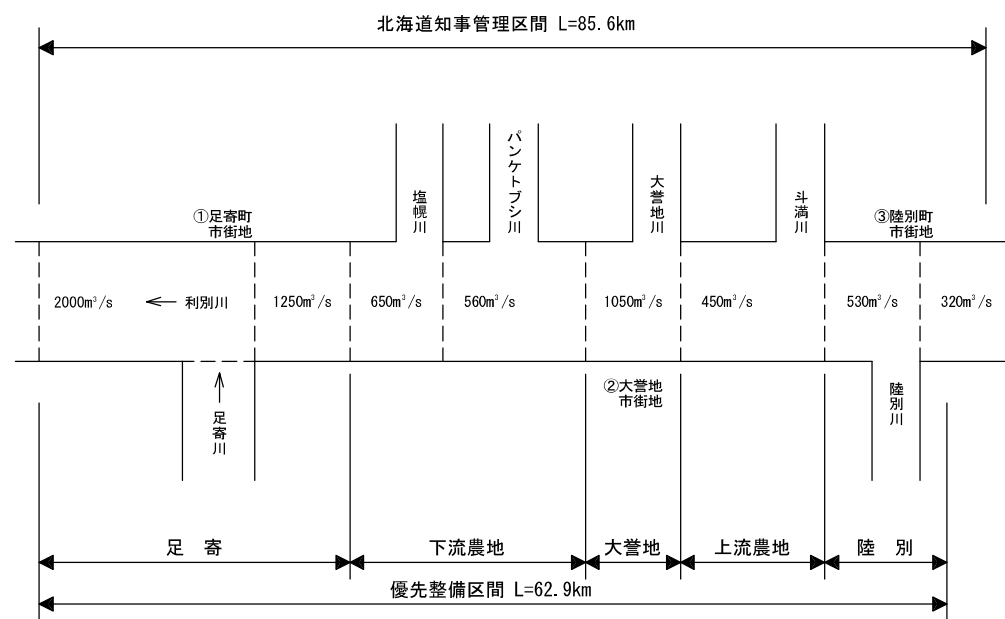 北海道知事管理区間 L=85.6km
塩幌川
パンケトブシ川
大誉地川
斗満川
①足寄町
市街地
③陸別町
市街地
2000m³/s
利別川
1250m³/s
650m³/s
560m³/s
1050m³/s
450m³/s
530m³/s
320m³/s
足寄川
②大誉地
市街地
陸別川
足 寄
下流農地
大誉地
上流農地
陸 別
優先整備区間 L=62.9km